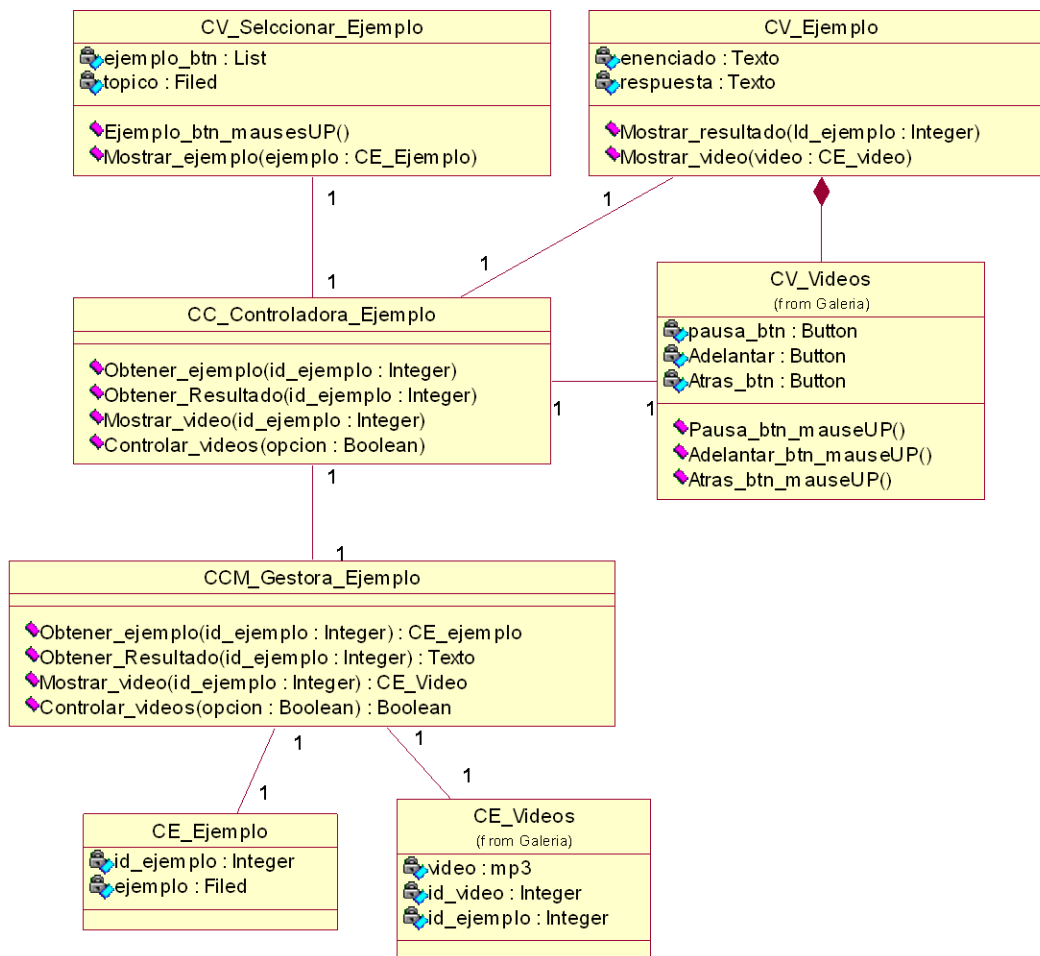 CV_Selccionar_Ejemplo
ejemplo_btn : List
topico : Filed
Ejemplo_btn_mausesUP()
Mostrar_ejemplo(ejemplo : CE_Ejemplo)
CV_Ejemplo
enenciado : Texto
respuesta : Texto
Mostrar_resultado(Id_ejemplo : Integer)
Mostrar_video(video : CE_video)
1
1
1
1
CV_Videos
(from Galeria)
pausa_btn : Button
Adelantar : Button
Atras_btn : Button
Pausa_btn_mauseUP()
Adelantar_btn_mauseUP()
Atras_btn_mauseUP()
CC_Controladora_Ejemplo
Obtener_ejemplo(id_ejemplo : Integer)
Obtener_Resultado(id_ejemplo : Integer)
Mostrar_video(id_ejemplo : Integer)
Controlar_videos(opcion : Boolean)
1
1
1
1
CCM_Gestora_Ejemplo
Obtener_ejemplo(id_ejemplo : Integer) : CE_ejemplo
Obtener_Resultado(id_ejemplo : Integer) : Texto
Mostrar_video(id_ejemplo : Integer) : CE_Video
Controlar_videos(opcion : Boolean) : Boolean
1
1
1
1
CE_Ejemplo
id_ejemplo : Integer
ejemplo : Filed
CE_Videos
(from Galeria)
video : mp3
id_video : Integer
id_ejemplo : Integer